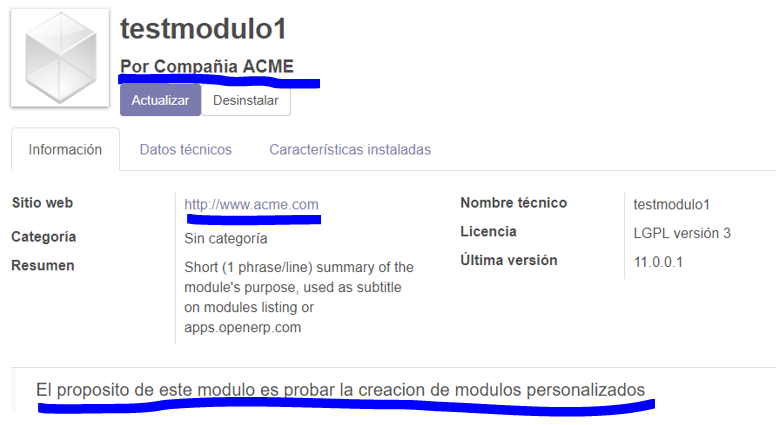 testmodulo1
Por Compañia ACME
Actualizar Desinstalar
Información Datos técnicos Características instaladas
Sitio web http://www.acme.com
Categoría Sin categoría
Resumen Short (1 phrase/line) summary of the
module's purpose, used as subtitle
on modules listing or
apps.openerp.com
Nombre técnico testmodulo1
Licencia LGPL versión 3
Última versión 11.0.0.1
El proposito de este modulo es probar la creacion de modulos personalizados